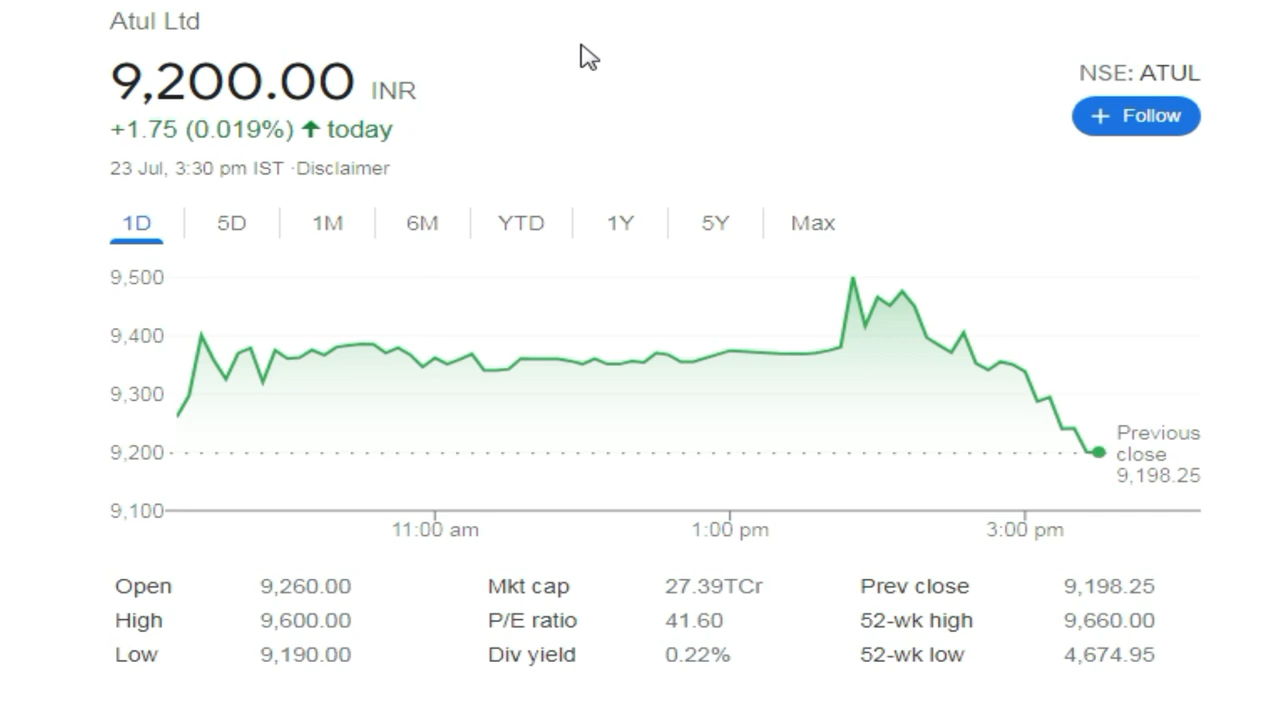 Atul Ltd
9,200.00 INR
NSE: ATUL
+1.75 (0.019%) ↑ today
+ Follow
23 Jul, 3:30 pm IST ·Disclaimer
1D 5D 1M 6M YTD 1Y 5Y Max
9,500
9,400
9,300
9,200
9,100
Previous
close
9,198.25
11:00 am 1:00 pm 3:00 pm
Open 9,260.00 Mkt cap 27.39TCr Prev close 9,198.25
High 9,600.00 P/E ratio 41.60 52-wk high 9,660.00
Low 9,190.00 Div yield 0.22% 52-wk low 4,674.95